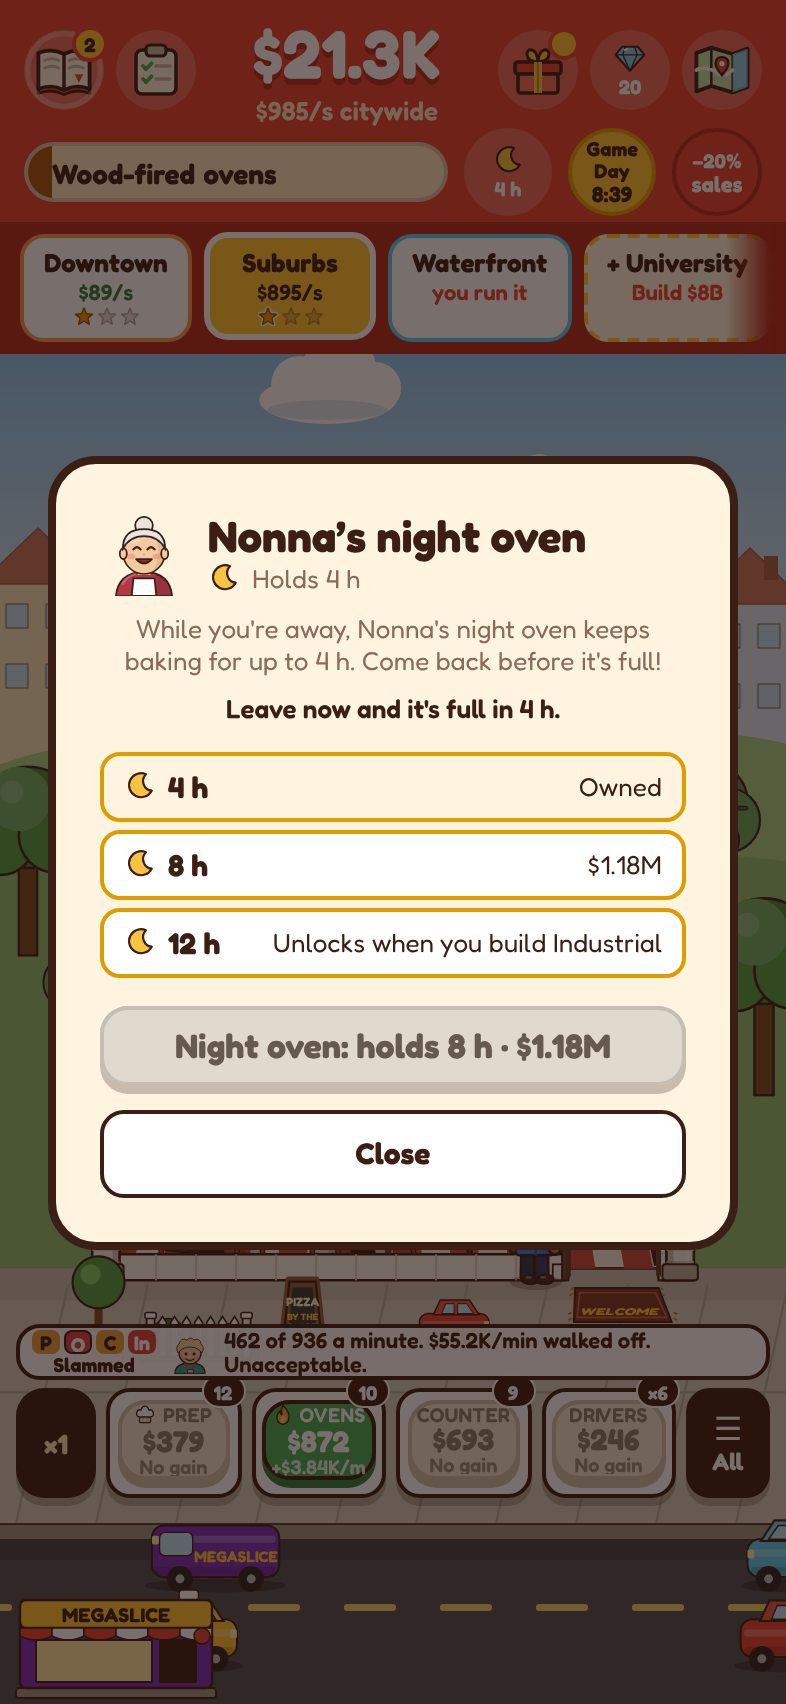 2
$21.3K
$985/s citywide
20
Wood-fired ovens
4 h
Game
Day
8:39
-20%
sales
Downtown
$89/s
Suburbs
$895/s
Waterfront
you run it
+ University
Build $8B
Nonna's night oven
Holds 4 h
While you're away, Nonna's night oven keeps
baking for up to 4 h. Come back before it's full!
Leave now and it's full in 4 h.
4 h
Owned
8 h
$1.18M
12 h
Unlocks when you build Industrial
Night oven: holds 8 h · $1.18M
Close
PIZZA
BY THE
WELCOME
P O C In
Slammed
462 of 936 a minute. $55.2K/min walked off.
Unacceptable.
x1
12
PREP
$379
No gain
10
OVENS
$872
+$3.84K/m
9
COUNTER
$693
No gain
x6
DRIVERS
$246
No gain
All
MEGASLICE
MEGASLICE